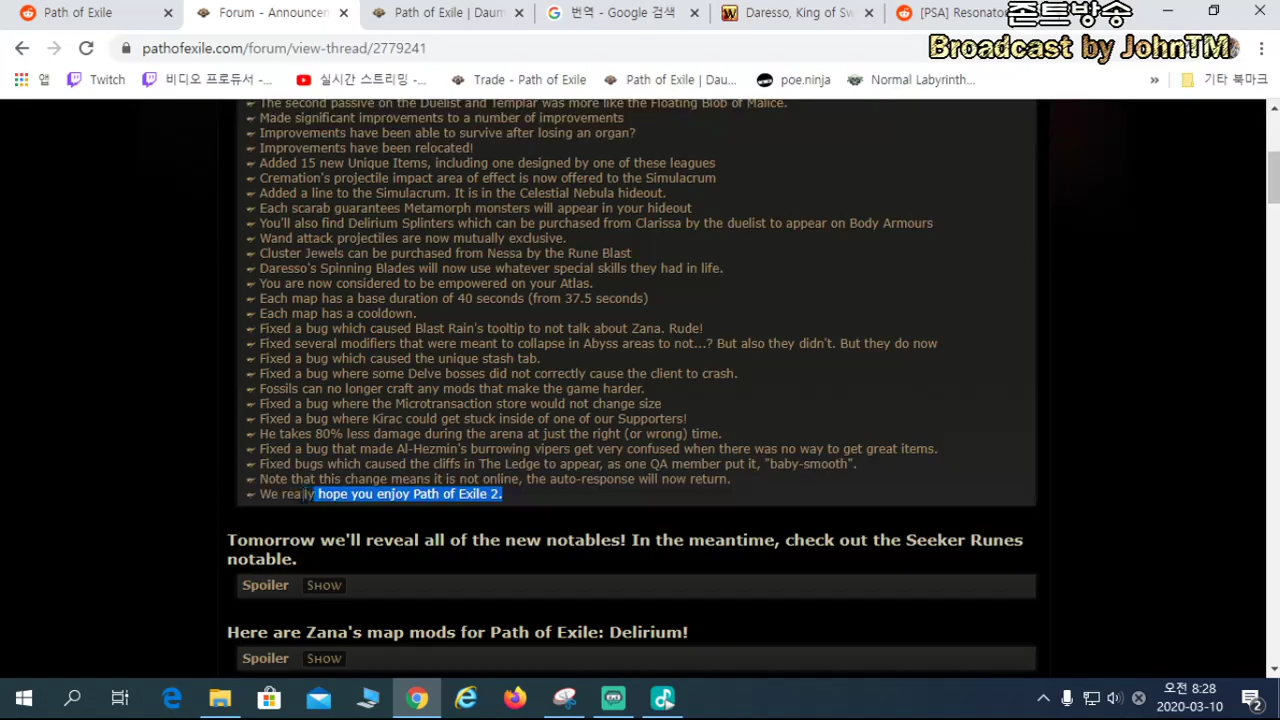 Path of Exile
Forum - Announcem
Path of Exile | Daum
번역 - Google 검색
Daresso, King of Sw
[PSA] Resonato
존트방송
Broadcast by JohnTM
pathofexile.com/forum/view-thread/2779241
앱
Twitch
비디오 프로듀서 -...
실시간 스트리밍 -...
Trade - Path of Exile
Path of Exile | Dau...
poe.ninja
Normal Labyrinth...
»
기타 북마크
The second passive on the Duelist and Templar was more like the Floating Blob of Malice.
Made significant improvements to a number of improvements
Improvements have been able to survive after losing an organ?
Improvements have been relocated!
Added 15 new Unique Items, including one designed by one of these leagues
Cremation's projectile impact area of effect is now offered to the Simulacrum
Added a line to the Simulacrum. It is in the Celestial Nebula hideout.
Each scarab guarantees Metamorph monsters will appear in your hideout
You'll also find Delirium Splinters which can be purchased from Clarissa by the duelist to appear on Body Armours
Wand attack projectiles are now mutually exclusive.
Cluster Jewels can be purchased from Nessa by the Rune Blast
Daresso's Spinning Blades will now use whatever special skills they had in life.
You are now considered to be empowered on your Atlas.
Each map has a base duration of 40 seconds (from 37.5 seconds)
Each map has a cooldown.
Fixed a bug which caused Blast Rain's tooltip to not talk about Zana. Rude!
Fixed several modifiers that were meant to collapse in Abyss areas to not...? But also they didn't. But they do now
Fixed a bug which caused the unique stash tab.
Fixed a bug where some Delve bosses did not correctly cause the client to crash.
Fossils can no longer craft any mods that make the game harder.
Fixed a bug where the Microtransaction store would not change size
Fixed a bug where Kirac could get stuck inside of one of our Supporters!
He takes 80% less damage during the arena at just the right (or wrong) time.
Fixed a bug that made Al-Hezmin's burrowing vipers get very confused when there was no way to get great items.
Fixed bugs which caused the cliffs in The Ledge to appear, as one QA member put it, "baby-smooth".
Note that this change means it is not online, the auto-response will now return.
We really hope you enjoy Path of Exile 2.
Tomorrow we'll reveal all of the new notables! In the meantime, check out the Seeker Runes
notable.
Spoiler SHOW
Here are Zana's map mods for Path of Exile: Delirium!
Spoiler SHOW
오전 8:28
2020-03-10
2